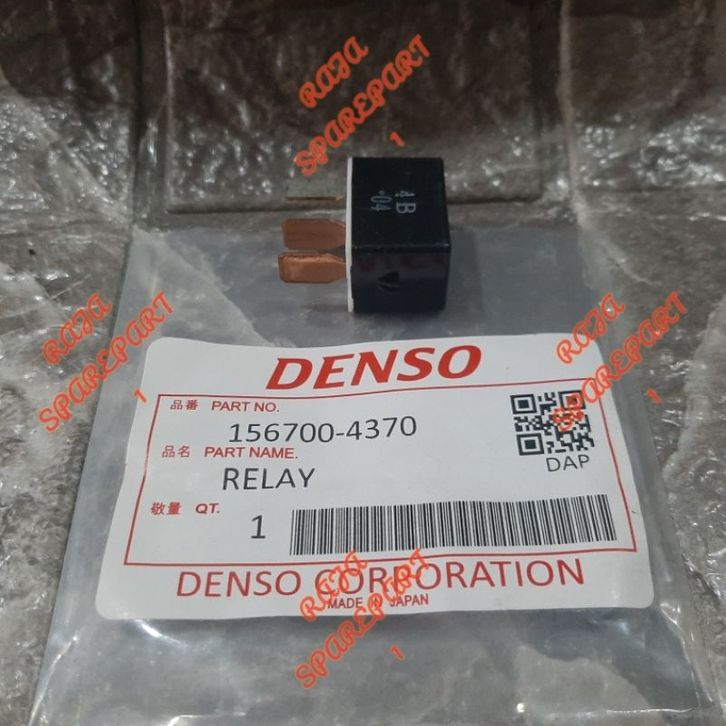 RAJA
SPAREPART
1
4B
·04
RAJA
SPAREPART
1
RAJA
SPAREPART
1
DENSO
品番 PART NO.
156700-4370
品名 PART NAME.
RELAY
DAP
敬量 QT.
1
DENSO CORPORATION
MADE IN JAPAN
RAJA
SPAREPART
1